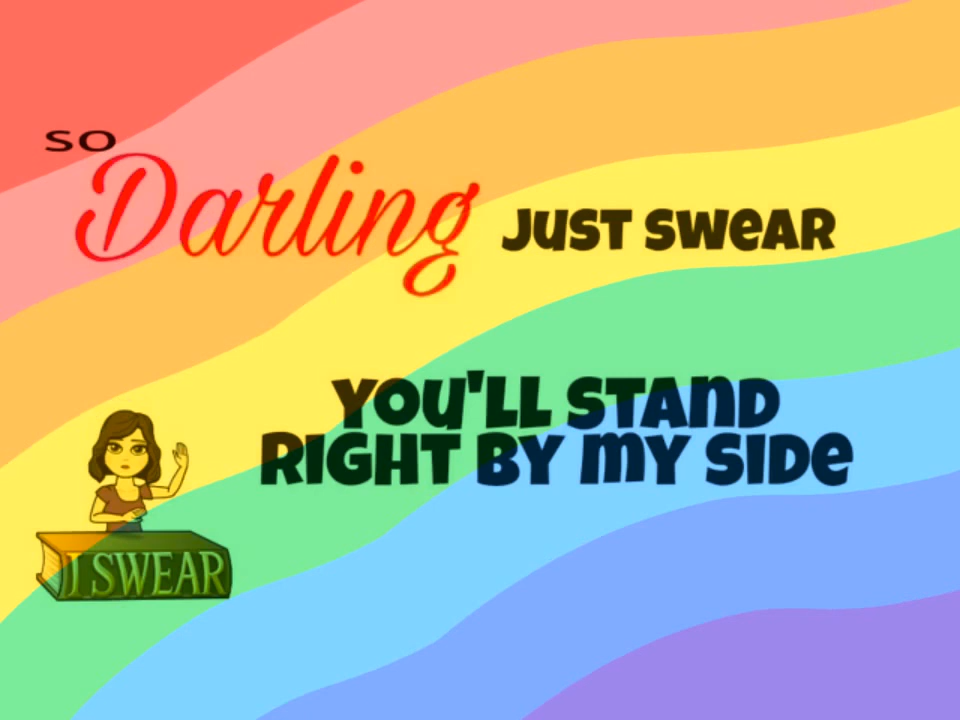 so
Darling JUST SWEAR
YOU'LL STAND
RIGHT BY MY SIDE
I SWEAR